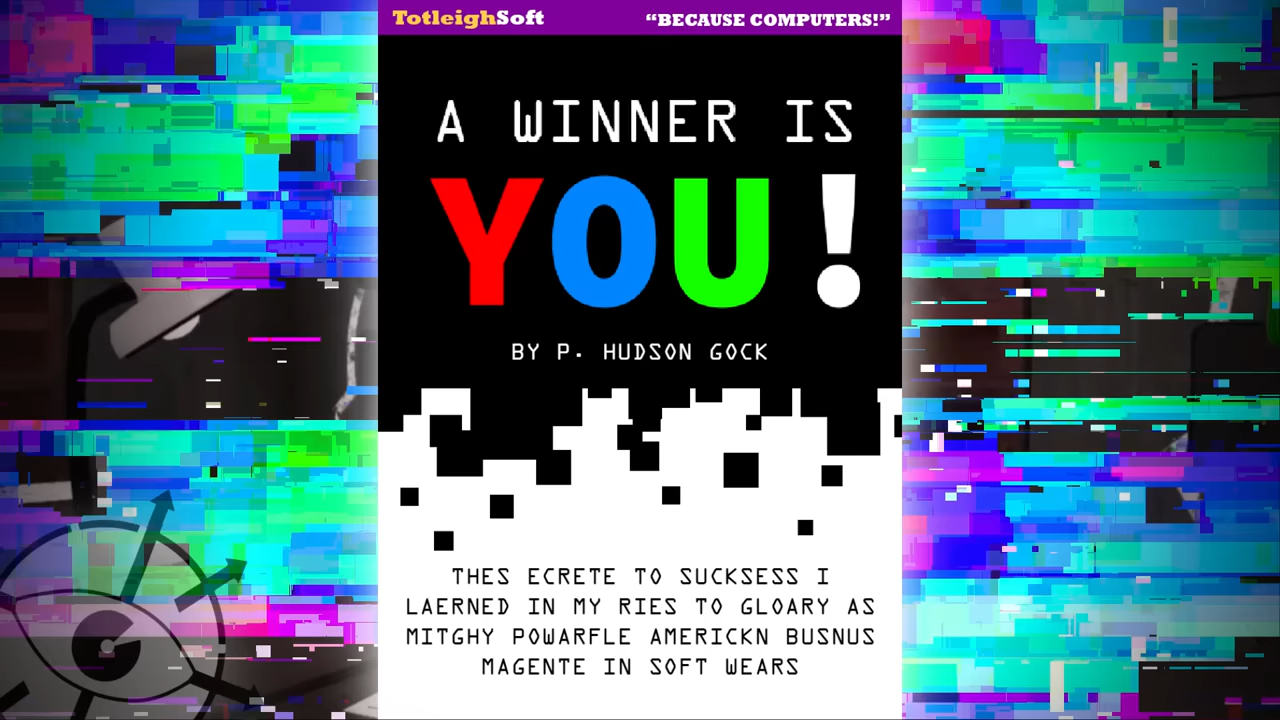 TotleighSoft “BECAUSE COMPUTERS!”
A WINNER IS
YOU!
BY P. HUDSON GOCK
THES ECRETE TO SUCKSESS I
LAERNED IN MY RIES TO GLOARY AS
MITGHY POWARFLE AMERICKN BUSNUS
MAGENTE IN SOFT WEARS